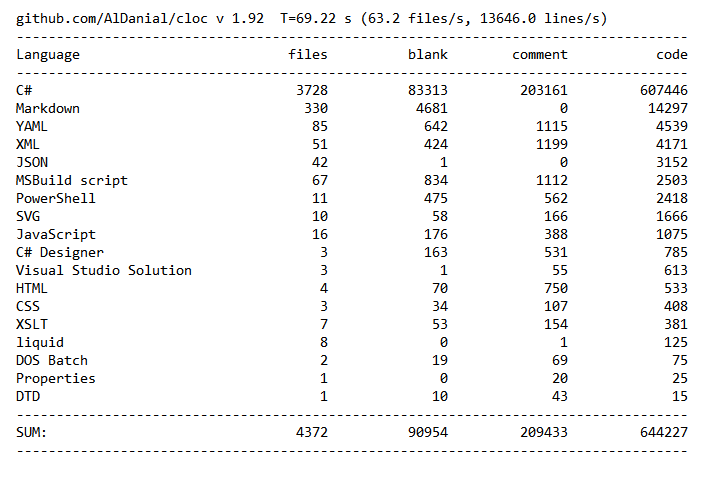 github.com/AlDanial/cloc v 1.92  T=69.22 s (63.2 files/s, 13646.0 lines/s)
-------------------------------------------------------------------------------
Language                     files          blank        comment           code
-------------------------------------------------------------------------------
C#                            3728          83313         203161         607446
Markdown                       330           4681              0          14297
YAML                            85            642           1115           4539
XML                             51            424           1199           4171
JSON                            42              1              0           3152
MSBuild script                  67            834           1112           2503
PowerShell                      11            475            562           2418
SVG                             10             58            166           1666
JavaScript                      16            176            388           1075
C# Designer                      3            163            531            785
Visual Studio Solution           3              1             55            613
HTML                             4             70            750            533
CSS                              3             34            107            408
XSLT                             7             53            154            381
liquid                           8              0              1            125
DOS Batch                        2             19             69             75
Properties                       1              0             20             25
DTD                              1             10             43             15
-------------------------------------------------------------------------------
SUM:                          4372          90954         209433         644227
-------------------------------------------------------------------------------